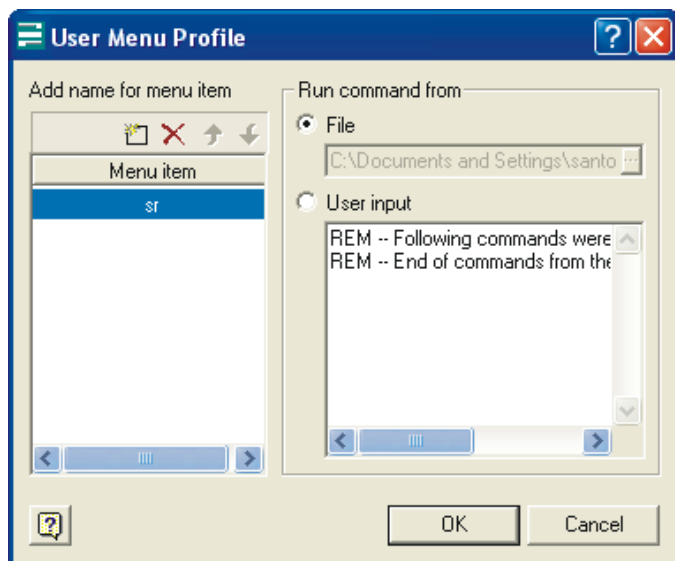 User Menu Profile
Add name for menu item
Menu item
sr
Run command from
File
C:\Documents and Settings\santo
User input
REM -- Following commands were
REM -- End of commands from the
OK
Cancel